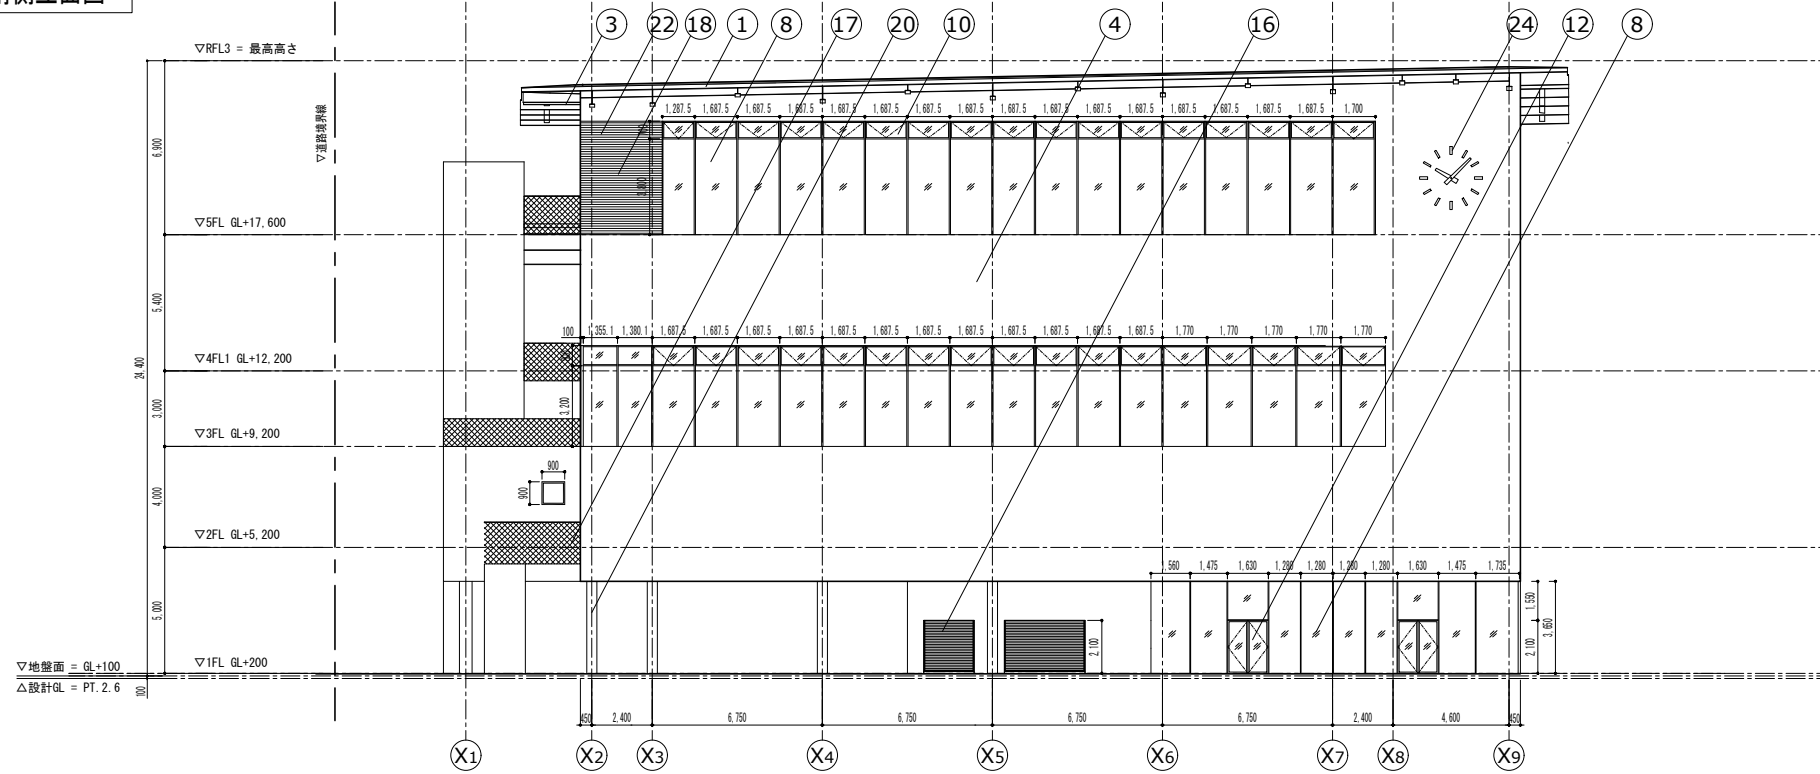 側立面図
3 22 18 1 8 17 20 10 4 16 24 12 8
▽RFL3 = 最高高さ
▽道路境界線
1,287.5 1,687.5 1,687.5 1,687.5 1,687.5 1,687.5 1,687.5 1,687.5 1,687.5 1,687.5 1,687.5 1,687.5 1,687.5 1,687.5 1,687.5 1,700
6,900
▽5FL GL+17,600
5,400
100 1,355.1 1,380.1 1,687.5 1,687.5 1,687.5 1,687.5 1,687.5 1,687.5 1,687.5 1,687.5 1,687.5 1,687.5 1,687.5 1,687.5 1,770 1,770 1,770 1,770 1,770
▽4FL1 GL+12,200
24,400
3,000
3,200
▽3FL GL+9,200
900
900
4,000
▽2FL GL+5,200
1,560 1,475 1,630 1,280 1,280 1,280 1,280 1,630 1,475 1,735
5,000
2,100
1,550
2,100
3,650
▽1FL GL+200
▽地盤面 = GL+100
△設計GL = PT.2.6
100
450 2,400 6,750 6,750 6,750 6,750 2,400 4,600 450
X1 X2 X3 X4 X5 X6 X7 X8 X9